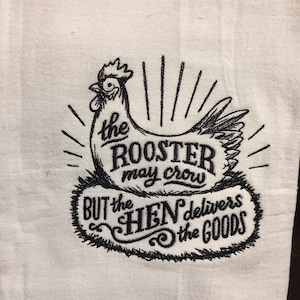 the
ROOSTER
may crow
BUT the HEN delivers
the GOODS